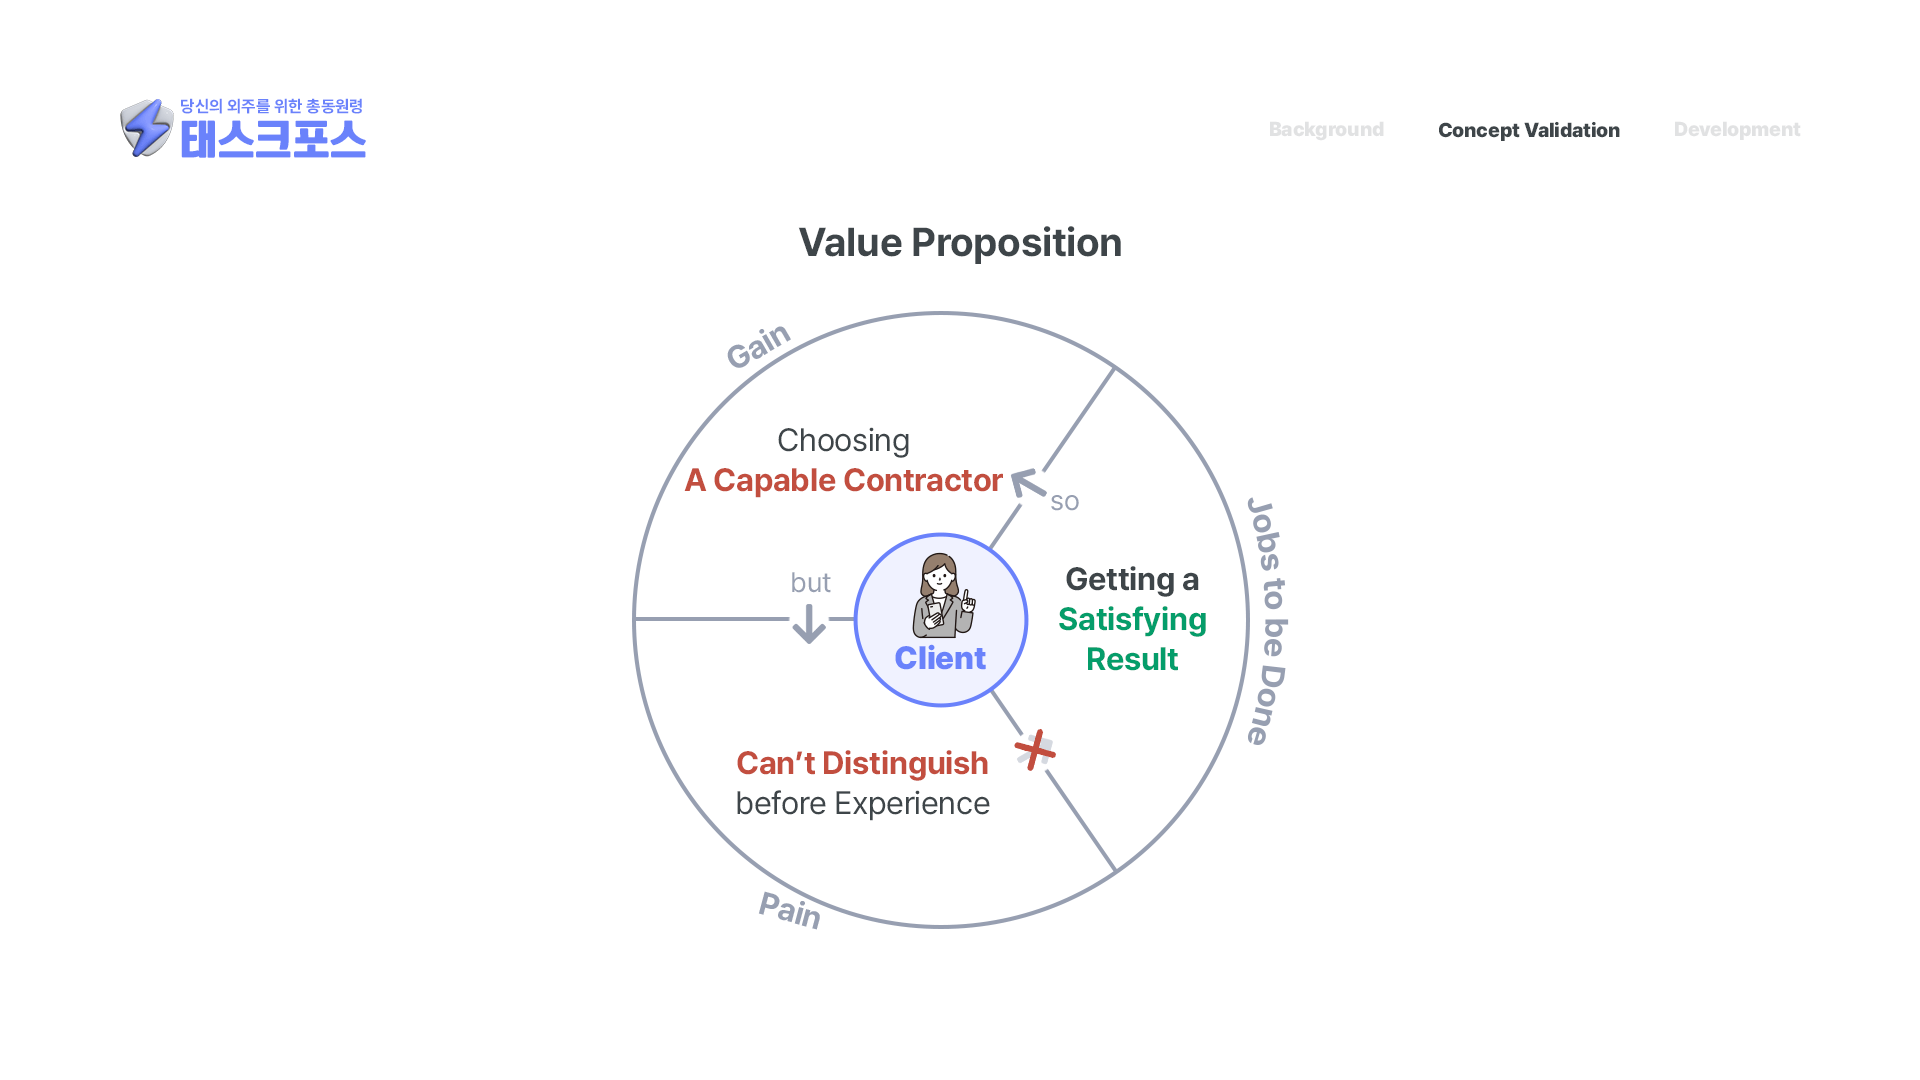 당신의 외주를 위한 총동원령
태스크포스
Background
Concept Validation
Development
Value Proposition
Gain
Choosing
A Capable Contractor
so
Jobs to be Done
Getting a
Satisfying
Result
but
Client
Can’t Distinguish
before Experience
Pain